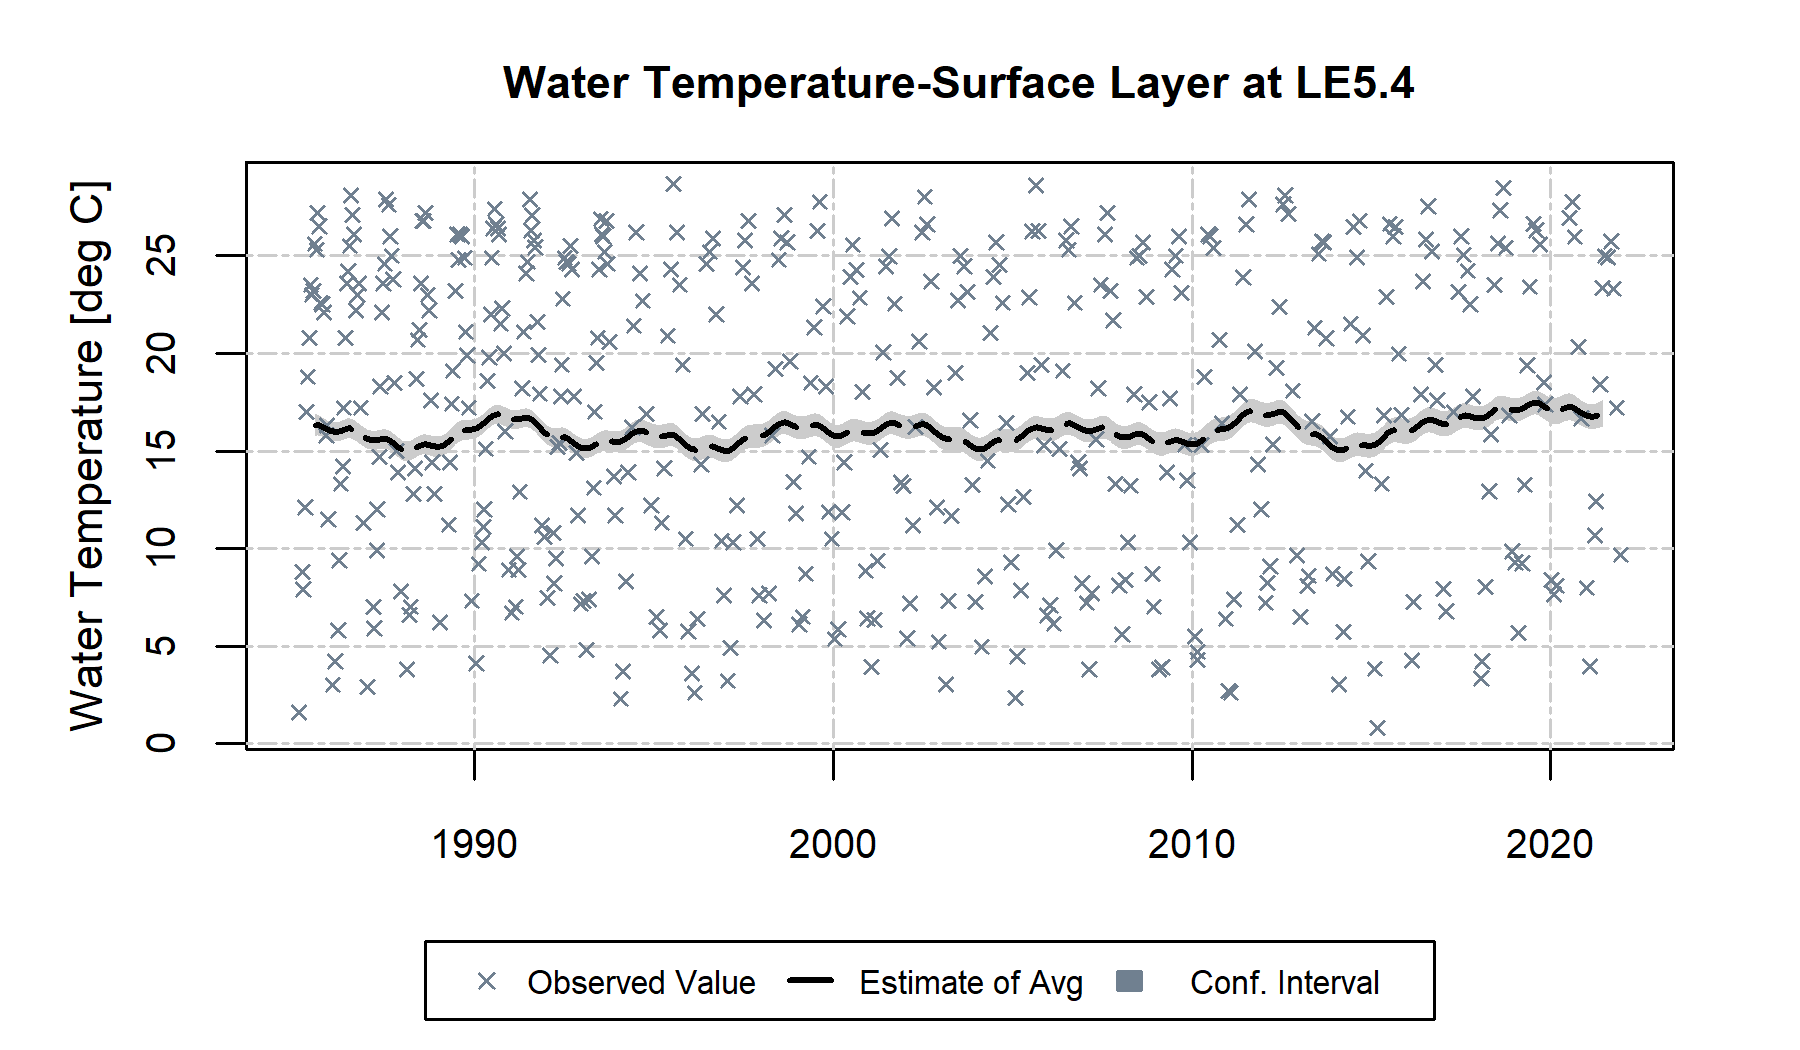 Water Temperature-Surface Layer at LE5.4
Water Temperature [deg C]
25
20
15
10
5
0
1990 2000 2010 2020
Observed Value Estimate of Avg Conf. Interval